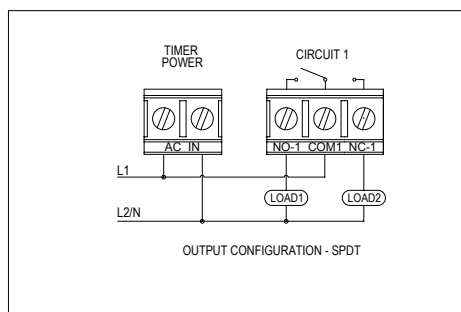 TIMER
POWER
CIRCUIT 1
AC IN
NO-1 COM1 NC-1
L1
LOAD1
LOAD2
L2/N
OUTPUT CONFIGURATION - SPDT